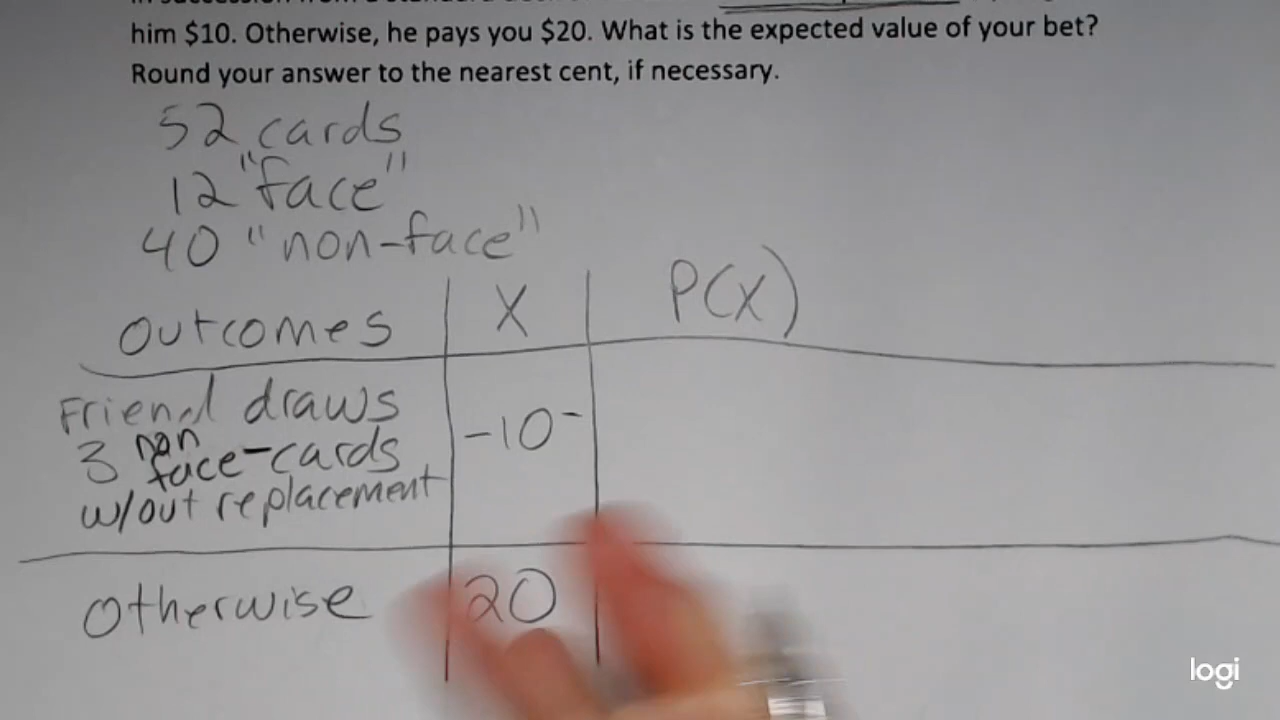 him $10. Otherwise, he pays you $20. What is the expected value of your bet?
Round your answer to the nearest cent, if necessary.
52 cards
12 "face"
40 "non-face"
Outcomes X P(X)
Friend draws
3 non face-cards
w/out replacement
-10-
Otherwise 20
logi